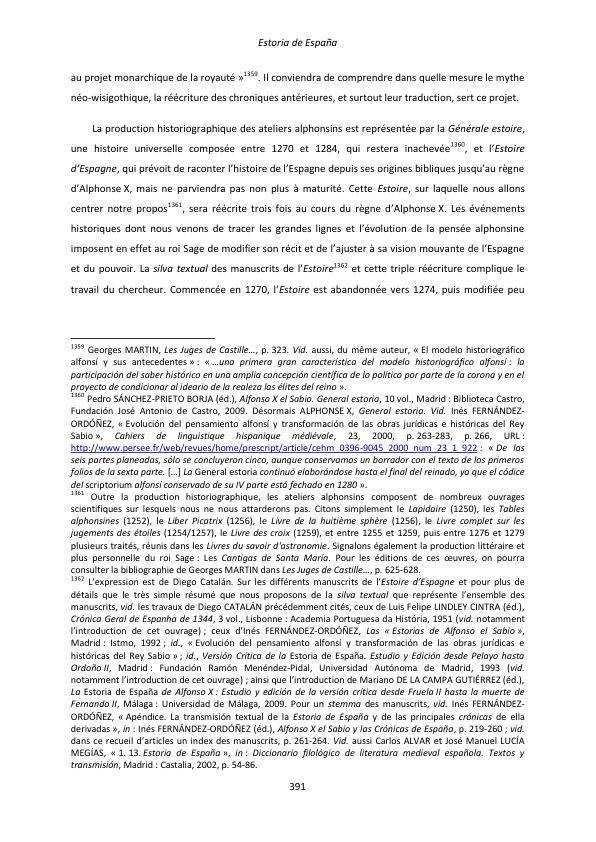 Estoria de España
au projet monarchique de la royauté »1359. Il conviendra de comprendre dans quelle mesure le mythe
néo-wisigothique, la réécriture des chroniques antérieures, et surtout leur traduction, sert ce projet.
La production historiographique des ateliers alphonsins est représentée par la Générale estoire,
une histoire universelle composée entre 1270 et 1284, qui restera inachevée1360, et l’Estoire
d’Espagne, qui prévoit de raconter l’histoire de l’Espagne depuis ses origines bibliques jusqu’au règne
d’Alphonse X, mais ne parviendra pas non plus à maturité. Cette Estoire, sur laquelle nous allons
centrer notre propos1361, sera réécrite trois fois au cours du règne d’Alphonse X. Les événements
historiques dont nous venons de tracer les grandes lignes et l’évolution de la pensée alphonsine
imposent en effet au roi Sage de modifier son récit et de l’ajuster à sa vision mouvante de l’Espagne
et du pouvoir. La silva textual des manuscrits de l’Estoire1362 et cette triple réécriture complique le
travail du chercheur. Commencée en 1270, l’Estoire est abandonnée vers 1274, puis modifiée peu
1359 Georges MARTIN, Les Juges de Castille…, p. 323. Vid. aussi, du même auteur, « El modelo historiográfico
alfonsí y sus antecedentes » : « …una primera gran característica del modelo historiográfico alfonsí : la
participación del saber histórico en una amplia concepción científica de lo político por parte de la corona y en el
proyecto de condicionar al ideario de la realeza las élites del reino ».
1360 Pedro SÁNCHEZ-PRIETO BORJA (éd.), Alfonso X el Sabio. General estoria, 10 vol., Madrid : Biblioteca Castro,
Fundación José Antonio de Castro, 2009. Désormais ALPHONSE X, General estoria. Vid. Inés FERNÁNDEZ-
ORDÓÑEZ, « Evolución del pensamiento alfonsí y transformación de las obras jurídicas e históricas del Rey
Sabio », Cahiers de linguistique hispanique médiévale, 23, 2000, p. 263-283, p. 266, URL :
http://www.persee.fr/web/revues/home/prescript/article/cehm_0396-9045_2000_num_23_1_922 : « De las
seis partes planeadas, sólo se concluyeron cinco, aunque conservamos un borrador con el texto de los primeros
folios de la sexta parte. […] La General estoria continuó elaborándose hasta el final del reinado, ya que el códice
del scriptorium alfonsí conservado de su IV parte está fechado en 1280 ».
1361 Outre la production historiographique, les ateliers alphonsins composent de nombreux ouvrages
scientifiques sur lesquels nous ne nous attarderons pas. Citons simplement le Lapidaire (1250), les Tables
alphonsines (1252), le Liber Picatrix (1256), le Livre de la huitième sphère (1256), le Livre complet sur les
jugements des étoiles (1254/1257), le Livre des croix (1259), et entre 1255 et 1259, puis entre 1276 et 1279
plusieurs traités, réunis dans les Livres du savoir d’astronomie. Signalons également la production littéraire et
plus personnelle du roi Sage : Les Cantigas de Santa María. Pour les éditions de ces œuvres, on pourra
consulter la bibliographie de Georges MARTIN dans Les Juges de Castille…, p. 625-628.
1362 L’expression est de Diego Catalán. Sur les différents manuscrits de l’Estoire d’Espagne et pour plus de
détails que le très simple résumé que nous proposons de la silva textual que représente l’ensemble des
manuscrits, vid. les travaux de Diego CATALÁN précédemment cités, ceux de Luis Felipe LINDLEY CINTRA (éd.),
Crónica Geral de Espanha de 1344, 3 vol., Lisbonne : Academia Portuguesa da História, 1951 (vid. notamment
l’introduction de cet ouvrage) ; ceux d’Inés FERNÁNDEZ-ORDÓÑEZ, Las « Estorias de Alfonso el Sabio »,
Madrid : Istmo, 1992 ; id., « Evolución del pensamiento alfonsí y transformación de las obras jurídicas e
históricas del Rey Sabio » ; id., Versión Crítica de la Estoria de España. Estudio y Edición desde Pelayo hasta
Ordoño II, Madrid : Fundación Ramón Menéndez-Pidal, Universidad Autónoma de Madrid, 1993 (vid.
notamment l’introduction de cet ouvrage) ; ainsi que l’introduction de Mariano DE LA CAMPA GUTIÉRREZ (éd.),
La Estoria de España de Alfonso X : Estudio y edición de la versión crítica desde Fruela II hasta la muerte de
Fernando II, Málaga : Universidad de Málaga, 2009. Pour un stemma des manuscrits, vid. Inés FERNÁNDEZ-
ORDÓÑEZ, « Apéndice. La transmisión textual de la Estoria de España y de las principales crónicas de ella
derivadas », in : Inés FERNÁNDEZ-ORDÓÑEZ (éd.), Alfonso X el Sabio y las Crónicas de España, p. 219-260 ; vid.
dans ce recueil d’articles un index des manuscrits, p. 261-264. Vid. aussi Carlos ALVAR et José Manuel LUCÍA
MEGÍAS, « 1. 13. Estoria de España », in : Diccionario filológico de literatura medieval española. Textos y
transmisión, Madrid : Castalia, 2002, p. 54-86.
391